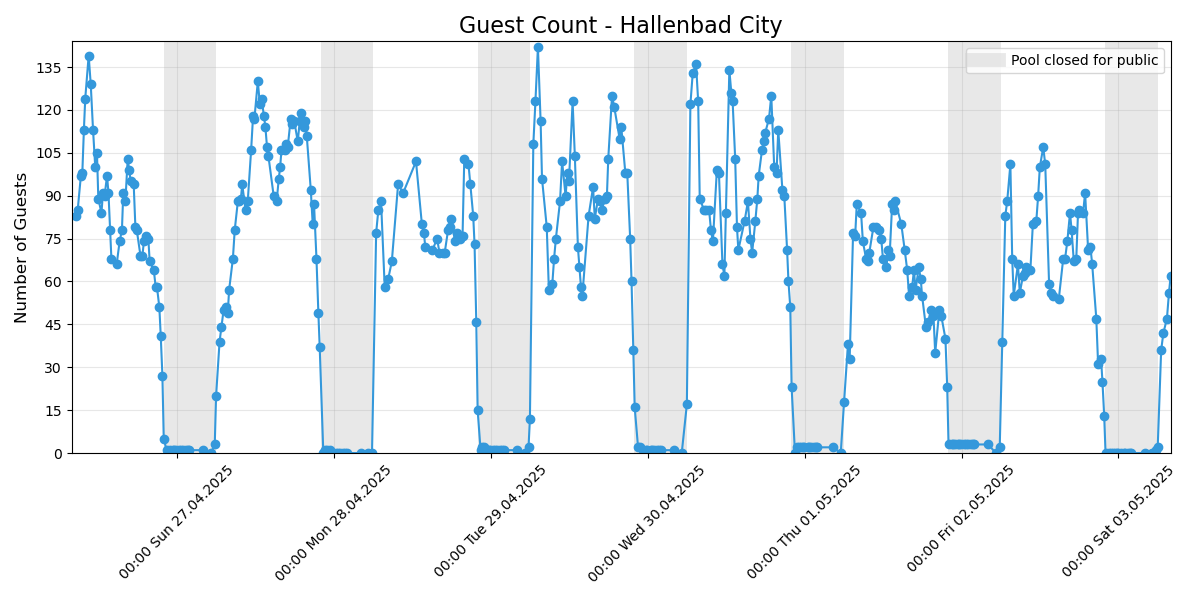 Guest Count - Hallenbad City
Pool closed for public
Number of Guests
135
120
105
90
75
60
45
30
15
0
00:00 Sun 27.04.2025
00:00 Mon 28.04.2025
00:00 Tue 29.04.2025
00:00 Wed 30.04.2025
00:00 Thu 01.05.2025
00:00 Fri 02.05.2025
00:00 Sat 03.05.2025